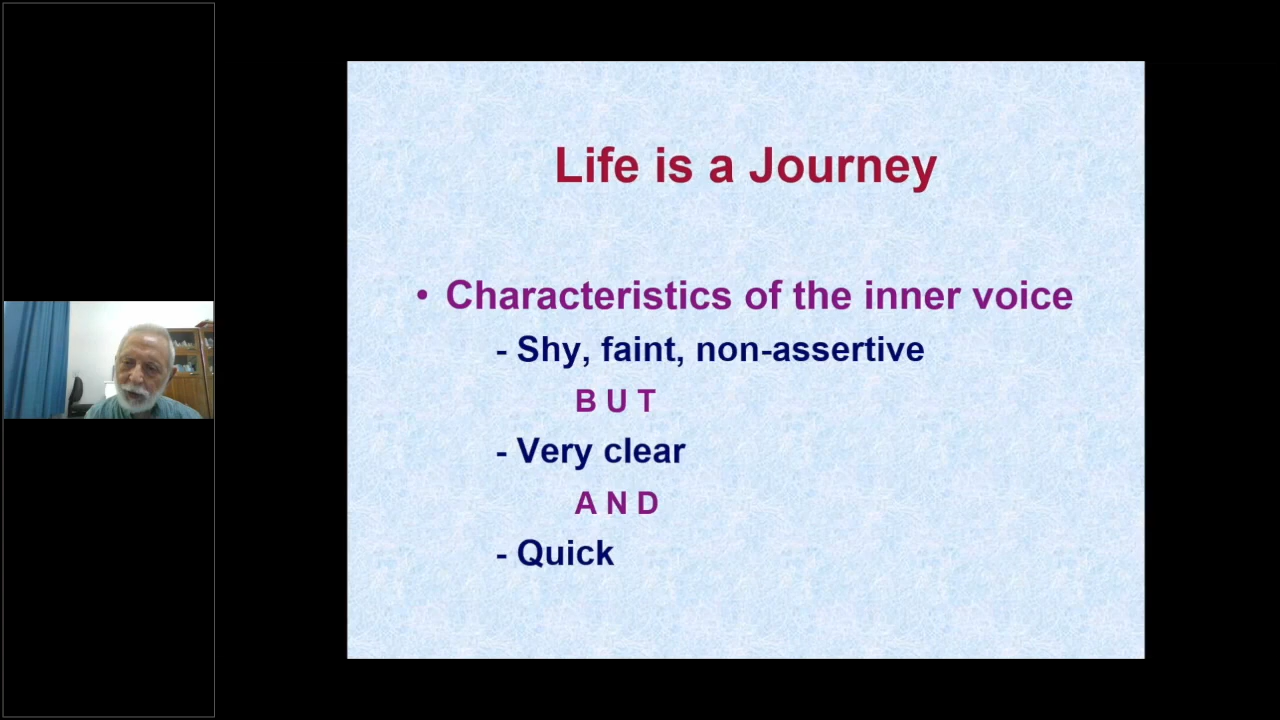 Life is a Journey
• Characteristics of the inner voice
- Shy, faint, non-assertive
B U T
- Very clear
A N D
- Quick